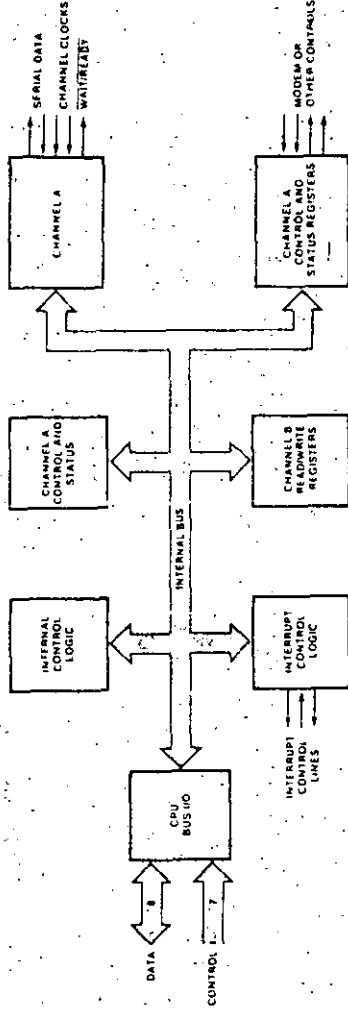 DATA
8
CONTROL
7
CPU
BUS I/O
INTERNAL
CONTROL
LOGIC
CHANNEL A
CONTROL AND
STATUS
CHANNEL A
SERIAL DATA
CHANNEL CLOCKS
WAIT/READY
INTERNAL BUS
INTERRUPT
CONTROL
LINES
INTERRUPT
CONTROL
LOGIC
CHANNEL B
READ/WRITE
REGISTERS
CHANNEL A
CONTROL AND
STATUS REGISTERS
MODEM OR
OTHER CONTROLS